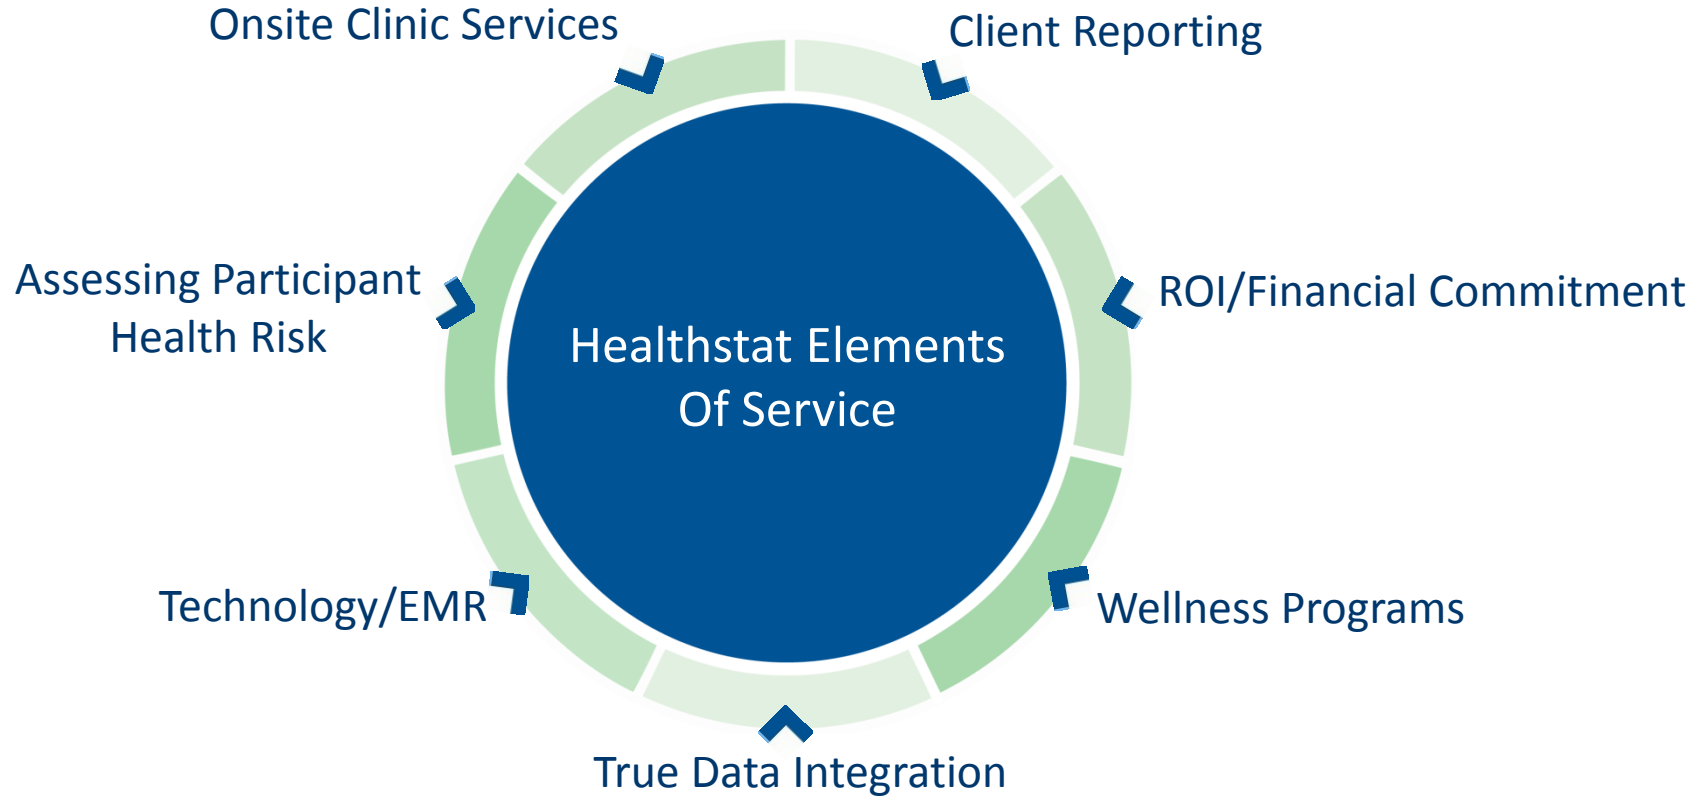 Onsite Clinic Services
Client Reporting
Assessing Participant
Health Risk
ROI/Financial Commitment
Healthstat Elements
Of Service
Technology/EMR
Wellness Programs
True Data Integration